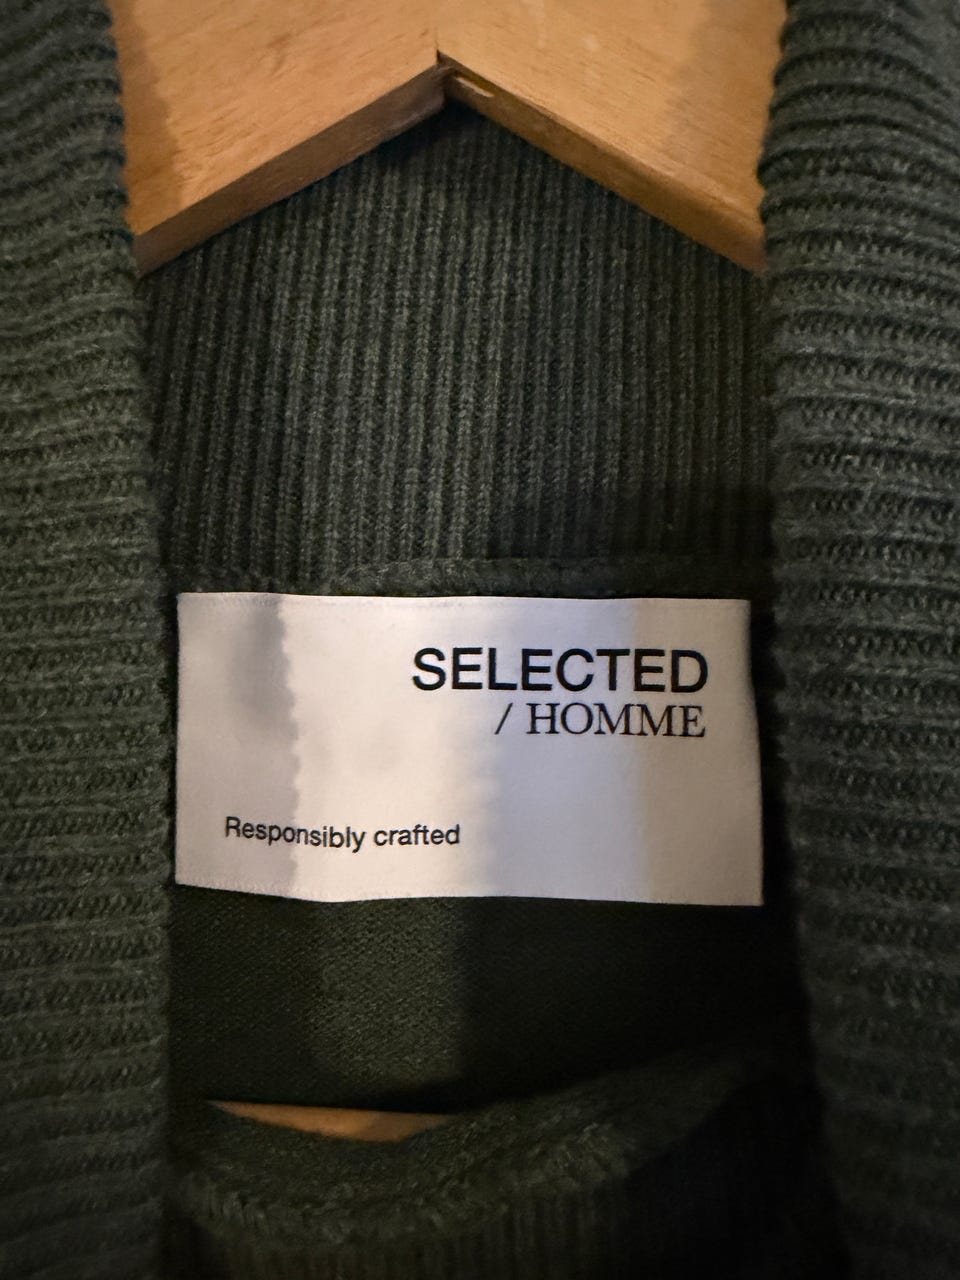 SELECTED
/ HOMME
Responsibly crafted